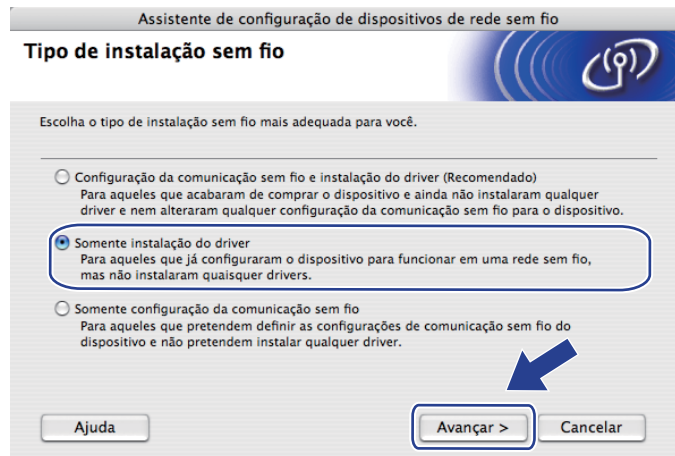 Assistente de configuração de dispositivos de rede sem fio
Tipo de instalação sem fio
Escolha o tipo de instalação sem fio mais adequada para você.
Configuração da comunicação sem fio e instalação do driver (Recomendado)
Para aqueles que acabaram de comprar o dispositivo e ainda não instalaram qualquer
driver e nem alteraram qualquer configuração da comunicação sem fio para o dispositivo.
Somente instalação do driver
Para aqueles que já configuraram o dispositivo para funcionar em uma rede sem fio,
mas não instalaram quaisquer drivers.
Somente configuração da comunicação sem fio
Para aqueles que pretendem definir as configurações de comunicação sem fio do
dispositivo e não pretendem instalar qualquer driver.
Ajuda
Avançar >
Cancelar